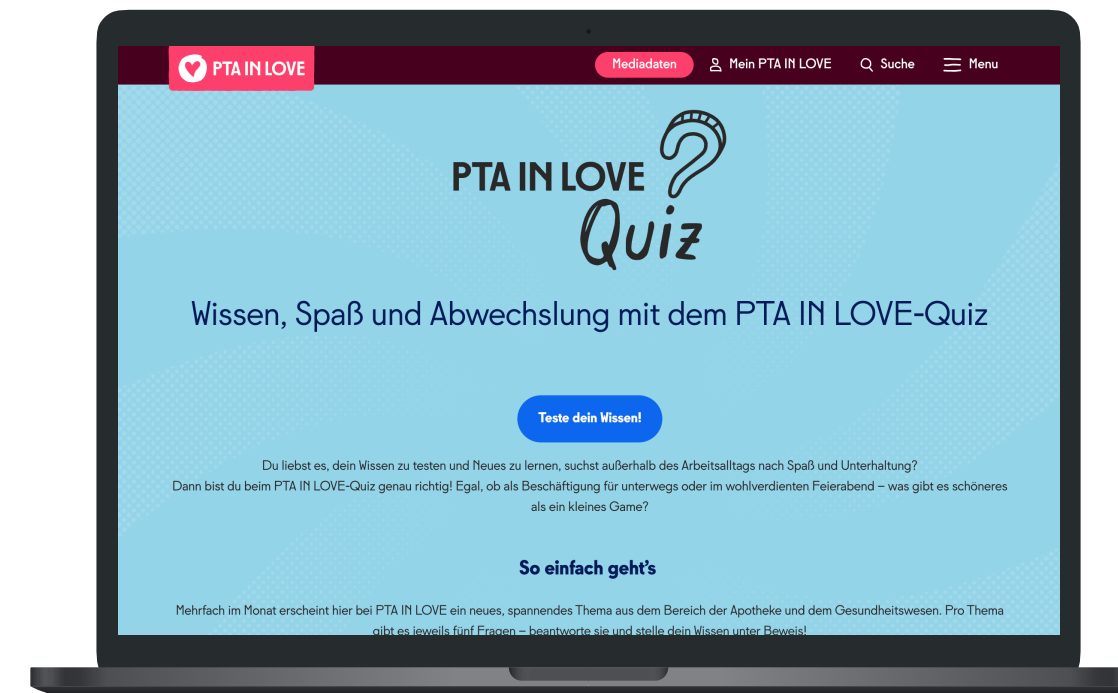 PTA IN LOVE
Mediadaten
Mein PTA IN LOVE
Suche
Menu
PTA IN LOVE ?
Quiz
Wissen, Spaß und Abwechslung mit dem PTA IN LOVE-Quiz
Teste dein Wissen!
Du liebst es, dein Wissen zu testen und Neues zu lernen, suchst außerhalb des Arbeitsalltags nach Spaß und Unterhaltung?
Dann bist du beim PTA IN LOVE-Quiz genau richtig! Egal, ob als Beschäftigung für unterwegs oder im wohlverdienten Feierabend – was gibt es schöneres
als ein kleines Game?
So einfach geht's
Mehrfach im Monat erscheint hier bei PTA IN LOVE ein neues, spannendes Thema aus dem Bereich der Apotheke und dem Gesundheitswesen. Pro Thema
gibt es jeweils fünf Fragen – beantworte sie und stelle dein Wissen unter Beweis!